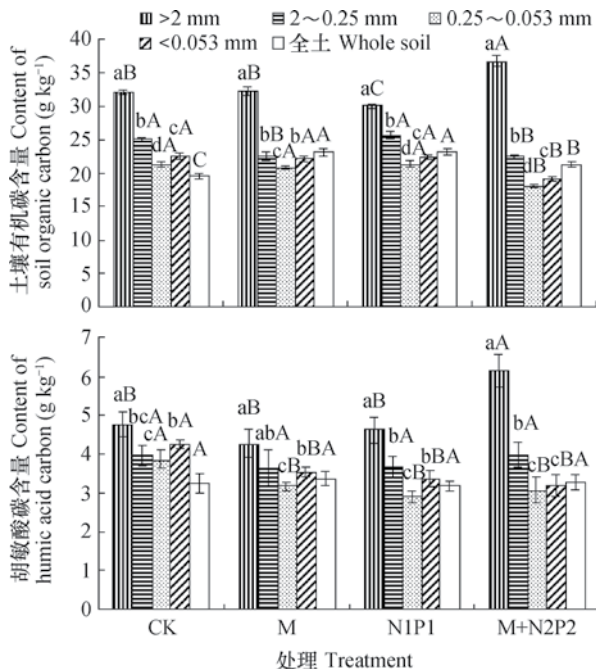 >2 mm 2～0.25 mm 0.25～0.053 mm
<0.053 mm 全土 Whole soil
土壤有机碳含量 Content of
soil organic carbon (g kg⁻¹)
40
35
30
25
20
15
10
5
0
aB bA dA cA C
aB bB cA bA A
aC bA dA cA A
aA bB dB cB B
胡敏酸碳含量 Content of
humic acid carbon (g kg⁻¹)
7
6
5
4
3
2
1
0
aB bcA cA bA A
aB abA cB bB A
aB bA cB bB A
aA bA cB cB A
CK M N1P1 M+N2P2
处理 Treatment